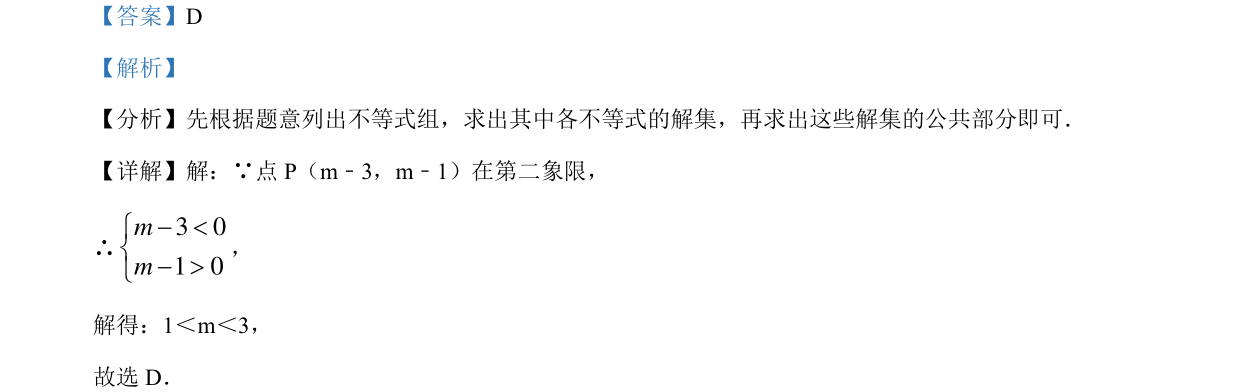 【答案】D
【解析】
【分析】先根据题意列出不等式组，求出其中各不等式的解集，再求出这些解集的公共部分即可．
【详解】解：∵点 P（m﹣3，m﹣1）在第二象限，
∴{m−3<0
m−1>0，
解得：1＜m＜3，
故选 D．